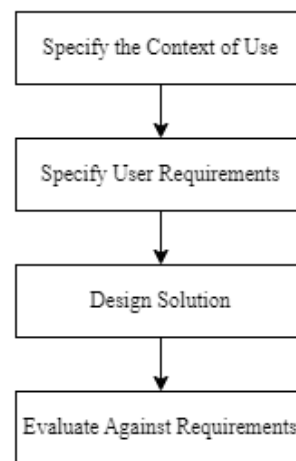 Specify the Context of Use
Specify User Requirements
Design Solution
Evaluate Against Requirements